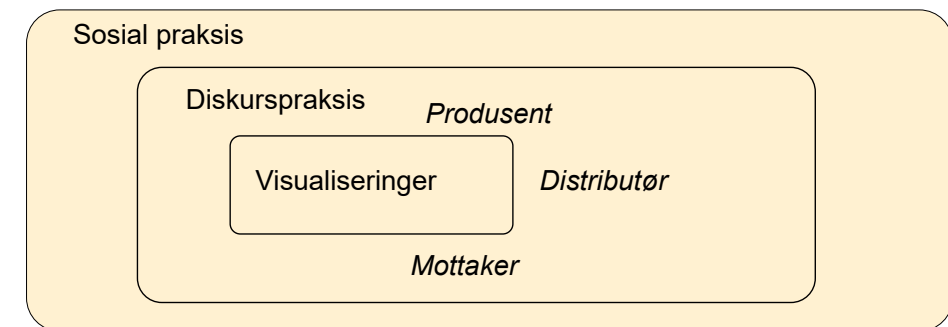 Sosial praksis
Diskurspraksis
Produsent
Visualiseringer
Distributør
Mottaker